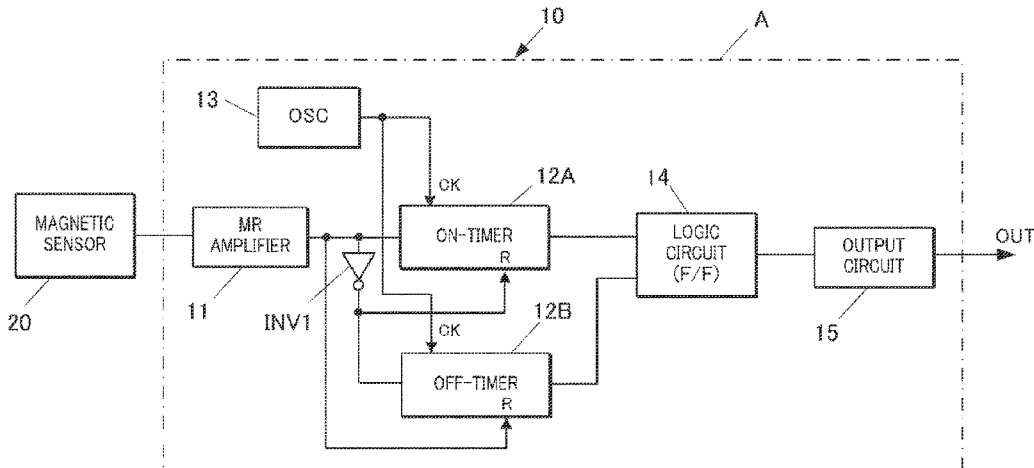 10
A
13
OSC
CK
12A
14
MAGNETIC
SENSOR
MR
AMPLIFIER
ON-TIMER
R
LOGIC
CIRCUIT
(F/F)
OUTPUT
CIRCUIT
OUT
20
11
INV1
CK
12B
15
OFF-TIMER
R